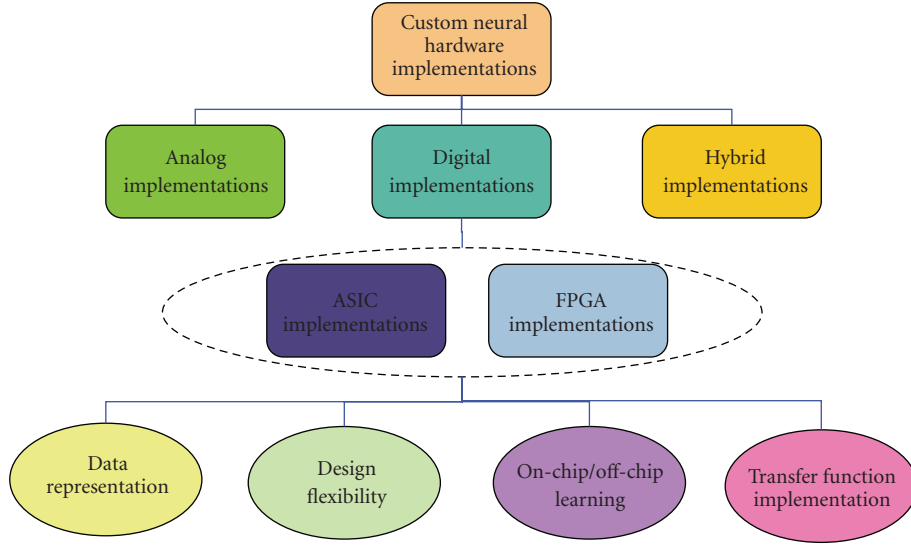 Custom neural
hardware
implementations
Analog
implementations
Digital
implementations
Hybrid
implementations
ASIC
implementations
FPGA
implementations
Data
representation
Design
flexibility
On-chip/off-chip
learning
Transfer function
implementation